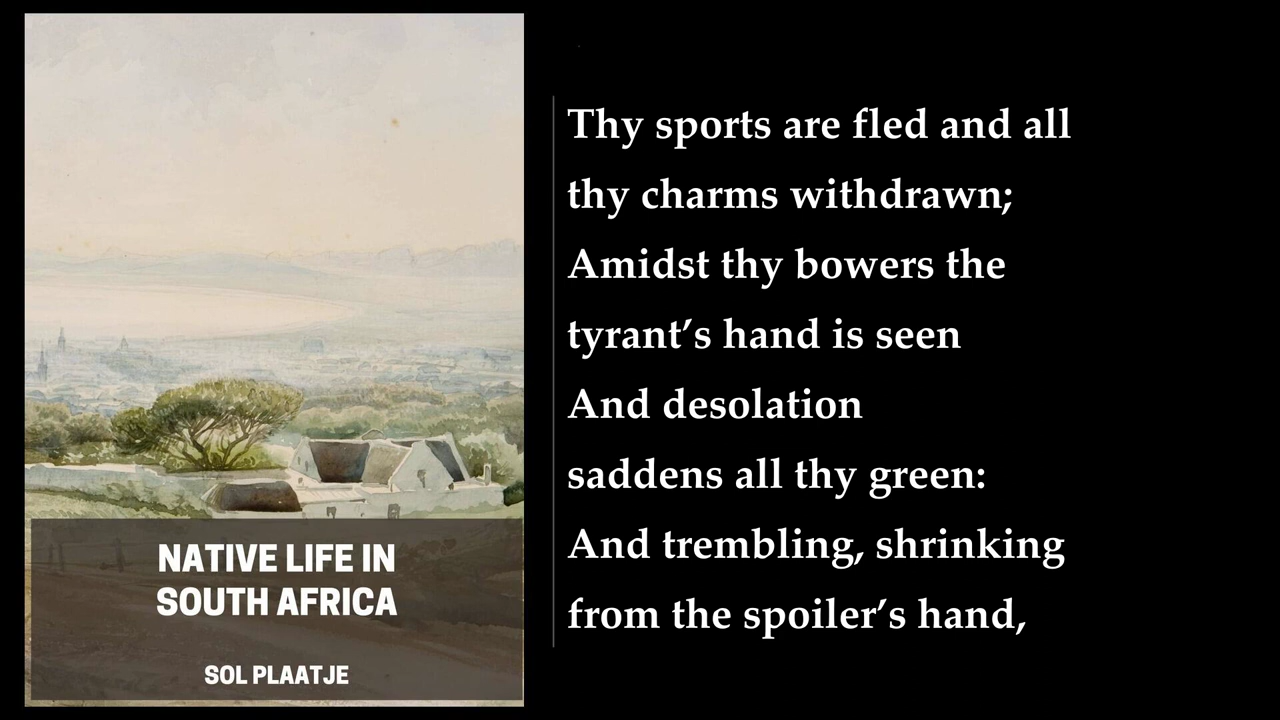 NATIVE LIFE IN
SOUTH AFRICA
SOL PLAATJE
Thy sports are fled and all
thy charms withdrawn;
Amidst thy bowers the
tyrant’s hand is seen
And desolation
saddens all thy green:
And trembling, shrinking
from the spoiler’s hand,